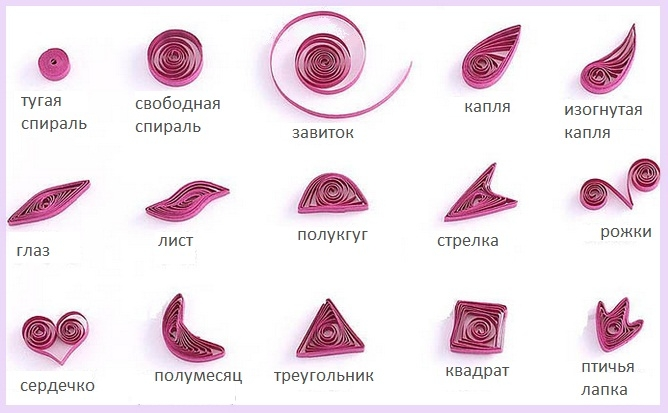 тугая
спираль
свободная
спираль
завиток
капля
изогнутая
капля
глаз
лист
полукгуг
стрелка
рожки
сердечко
полумесяц
треугольник
квадрат
птичья
лапка